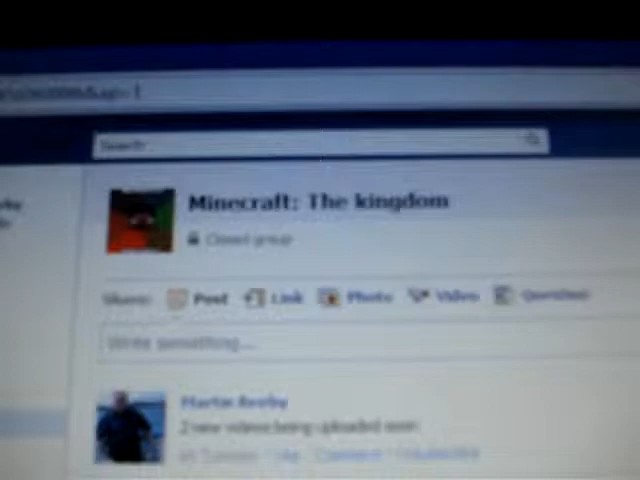 Search
Minecraft: The kingdom
Closed group
Share: Post Link Photo Video Question
Write something...
Martin
2 new videos being uploaded soon